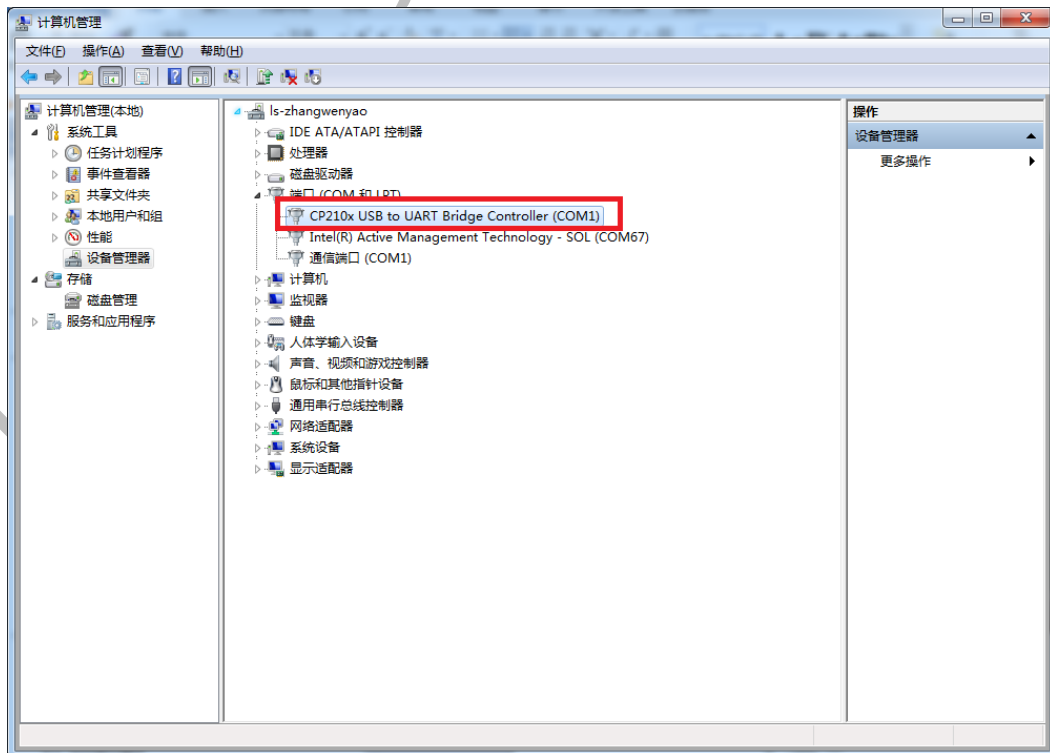 计算机管理
文件(F) 操作(A) 查看(V) 帮助(H)
计算机管理(本地)
系统工具
任务计划程序
事件查看器
共享文件夹
本地用户和组
性能
设备管理器
存储
磁盘管理
服务和应用程序
ls-zhangwenyao
IDE ATA/ATAPI 控制器
处理器
磁盘驱动器
端口 (COM 和 LPT)
CP210x USB to UART Bridge Controller (COM1)
Intel(R) Active Management Technology - SOL (COM67)
通信端口 (COM1)
计算机
监视器
键盘
人体学输入设备
声音、视频和游戏控制器
鼠标和其他指针设备
通用串行总线控制器
网络适配器
系统设备
显示适配器
操作
设备管理器
更多操作